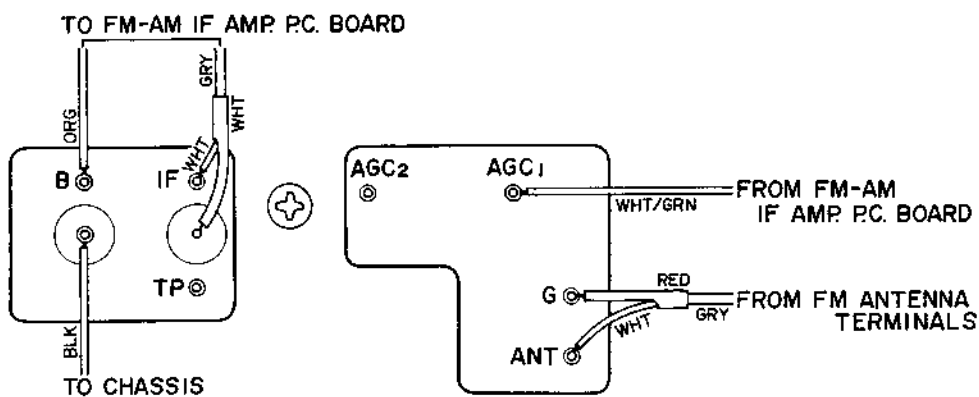 TO FM-AM IF AMP. P.C. BOARD
ORG
GRY
WHT
WHT
B
IF
TP
BLK
TO CHASSIS
AGC2
AGC1
WHT/GRN
FROM FM-AM
IF AMP. P.C. BOARD
G
RED
WHT
GRY
FROM FM ANTENNA
TERMINALS
ANT